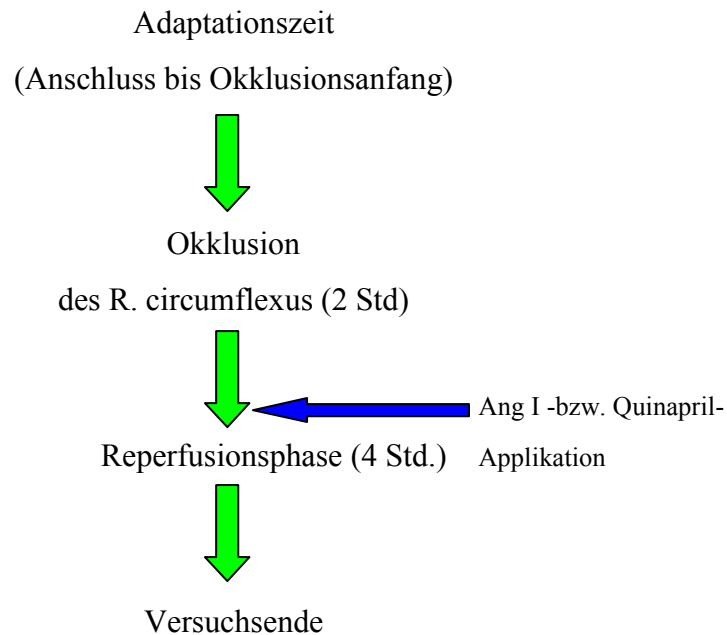 Adaptationszeit
(Anschluss bis Okklusionsanfang)
Okklusion
des R. circumflexus (2 Std)
Ang I -bzw. Quinapril-
Reperfusionsphase (4 Std.)
Applikation
Versuchsende